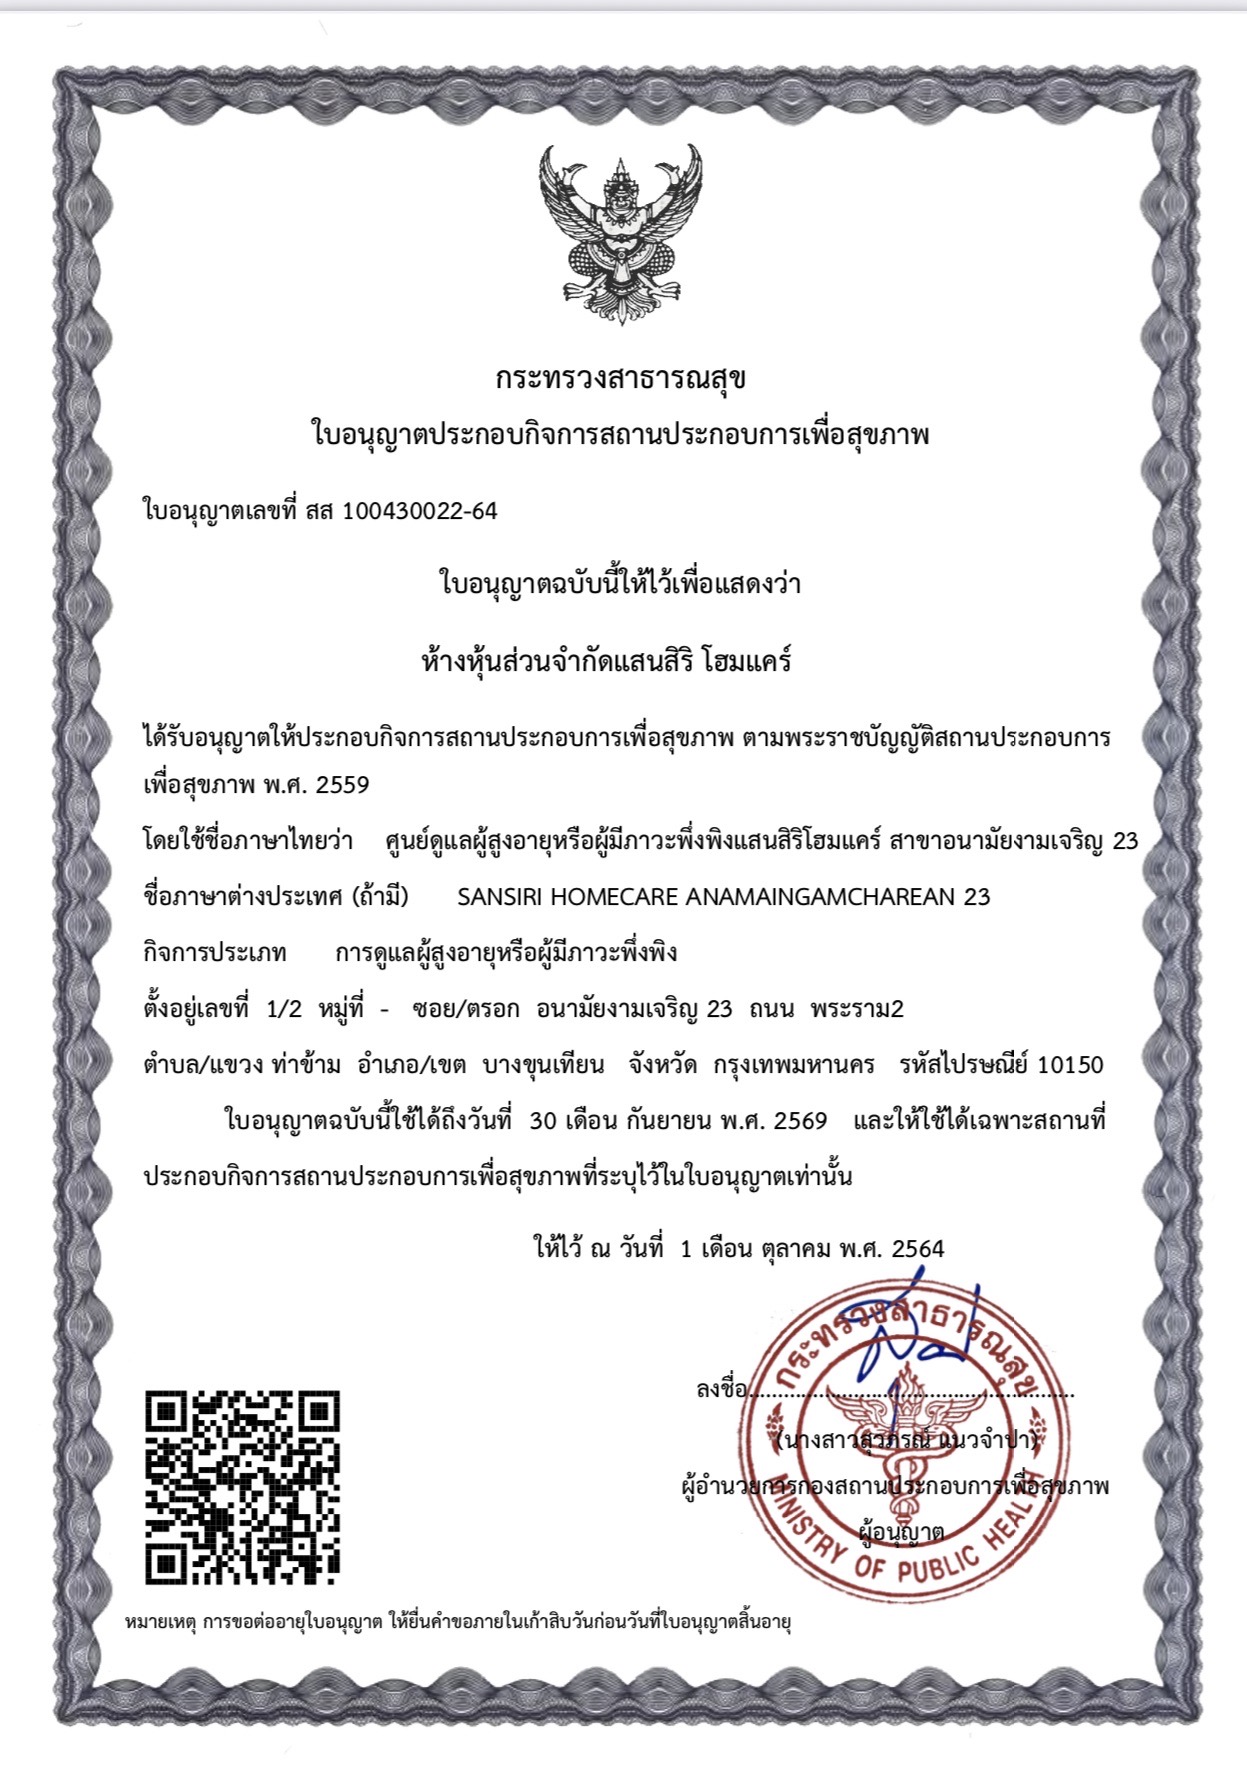 กระทรวงสาธารณสุข
ใบอนุญาตประกอบกิจการสถานประกอบการเพื่อสุขภาพ
ใบอนุญาตเลขที่ สส 100430022-64
ใบอนุญาตฉบับนี้ให้ไว้เพื่อแสดงว่า
ห้างหุ้นส่วนจำกัดแสนสิริ โฮมแคร์
ได้รับอนุญาตให้ประกอบกิจการสถานประกอบการเพื่อสุขภาพ ตามพระราชบัญญัติสถานประกอบการ
เพื่อสุขภาพ พ.ศ. 2559
โดยใช้ชื่อภาษาไทยว่า ศูนย์ดูแลผู้สูงอายุหรือผู้มีภาวะพึ่งพิงแสนสิริโฮมแคร์ สาขาอนามัยงามเจริญ 23
ชื่อภาษาต่างประเทศ (ถ้ามี) SANSIRI HOMECARE ANAMAINGAMCHAREAN 23
กิจการประเภท การดูแลผู้สูงอายุหรือผู้มีภาวะพึ่งพิง
ตั้งอยู่เลขที่ 1/2 หมู่ที่ - ซอย/ตรอก อนามัยงามเจริญ 23 ถนน พระราม2
ตำบล/แขวง ท่าข้าม อำเภอ/เขต บางขุนเทียน จังหวัด กรุงเทพมหานคร รหัสไปรษณีย์ 10150
ใบอนุญาตฉบับนี้ใช้ได้ถึงวันที่ 30 เดือน กันยายน พ.ศ. 2569 และให้ใช้ได้เฉพาะสถานที่
ประกอบกิจการสถานประกอบการเพื่อสุขภาพที่ระบุไว้ในใบอนุญาตเท่านั้น
ให้ไว้ ณ วันที่ 1 เดือน ตุลาคม พ.ศ. 2564
กระทรวงสาธารณสุข
ลงชื่อ......................................................
(นางสาวสุวภรณ์ แนวจำปา)
ผู้อำนวยการกองสถานประกอบการเพื่อสุขภาพ
ผู้อนุญาต
MINISTRY OF PUBLIC HEALTH
หมายเหตุ การขอต่ออายุใบอนุญาต ให้ยื่นคำขอภายในเก้าสิบวันก่อนวันที่ใบอนุญาตสิ้นอายุ